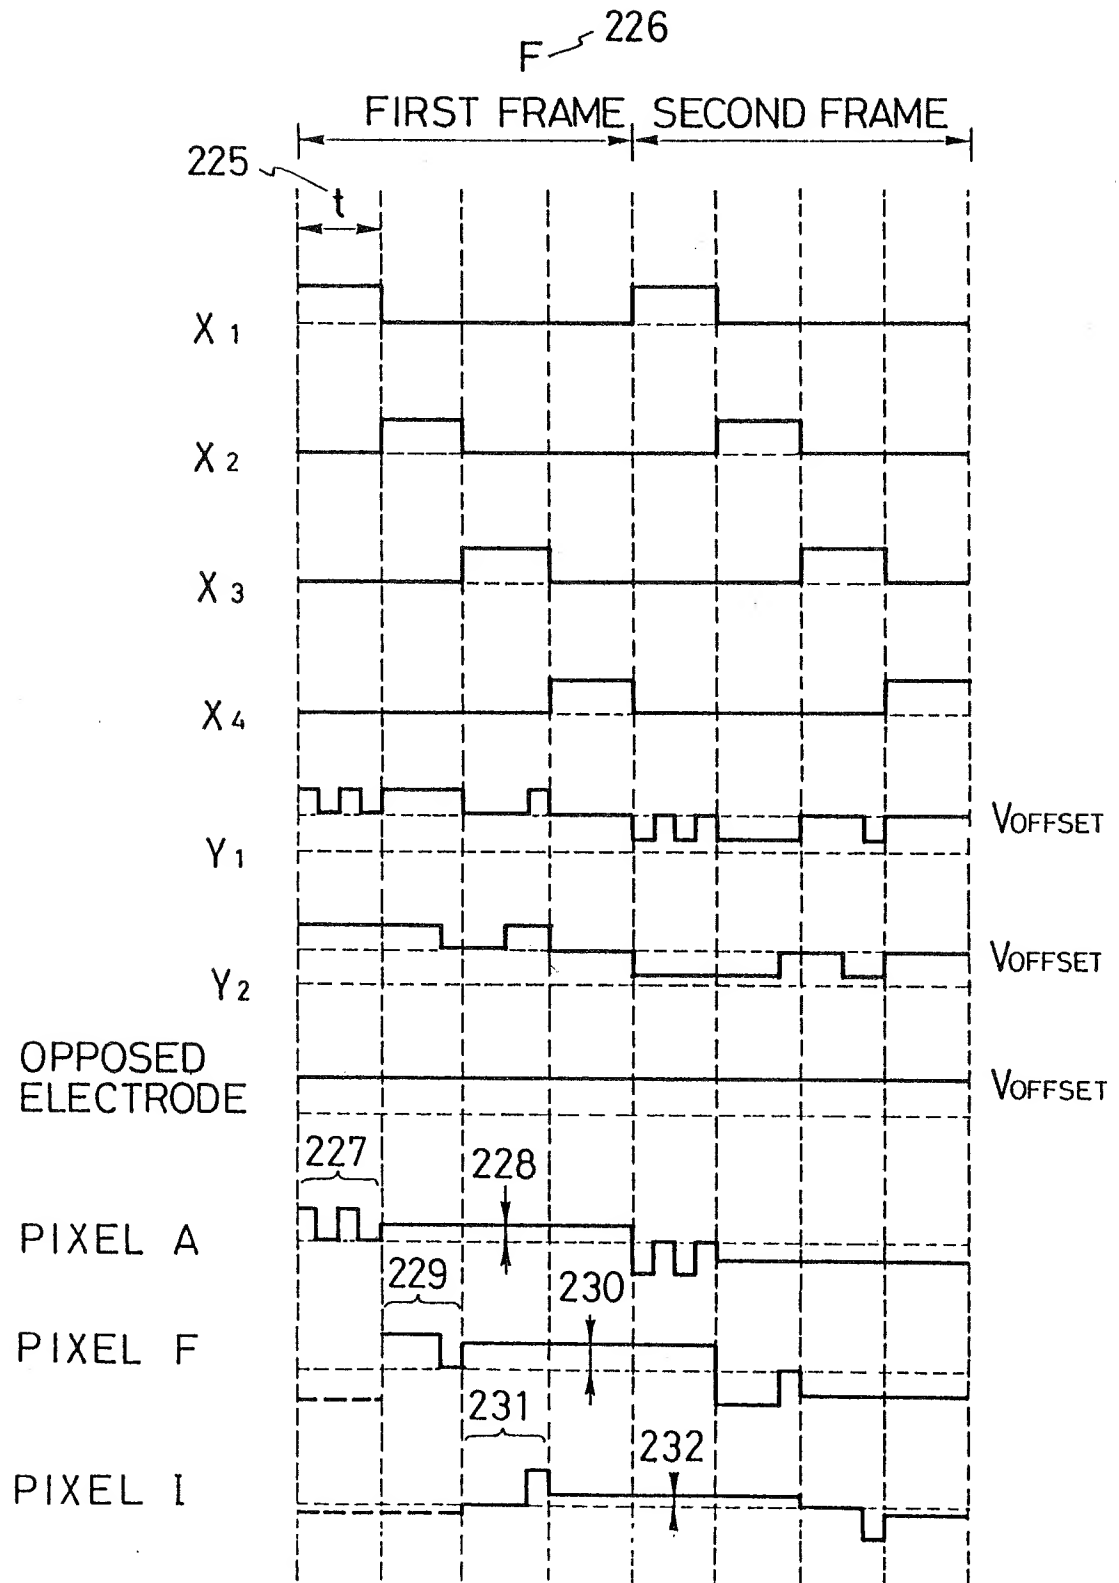 226
F
FIRST FRAME SECOND FRAME
225
t
X1
X2
X3
X4
Y1 VOFFSET
Y2 VOFFSET
OPPOSED
ELECTRODE VOFFSET
227 228
PIXEL A
229 230
PIXEL F
231 232
PIXEL I